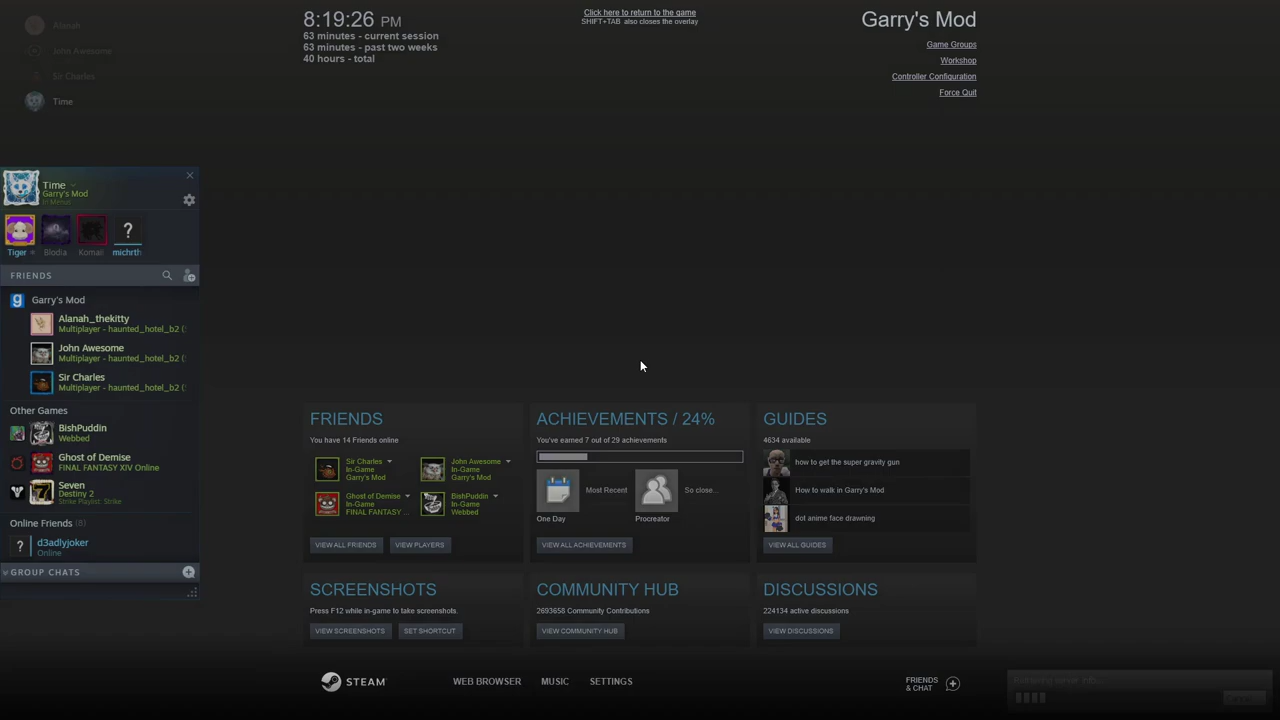 Alanah
John Awesome
Sir Charles
Time
8:19:26 PM
63 minutes - current session
63 minutes - past two weeks
40 hours - total
Click here to return to the game
SHIFT+TAB also closes the overlay
Garry's Mod
Game Groups
Workshop
Controller Configuration
Force Quit
Time
Garry's Mod
In Menus
Tiger
Blodia
michrth
FRIENDS
Garry's Mod
Alanah_thekitty
Multiplayer - haunted_hotel_b2
John Awesome
Multiplayer - haunted_hotel_b2
Sir Charles
Multiplayer - haunted_hotel_b2
Other Games
BishPuddin
Webbed
Ghost of Demise
FINAL FANTASY XIV Online
Seven
Destiny 2
Strike Playlist: Strike
Online Friends (8)
d3adlyjoker
Online
GROUP CHATS
FRIENDS
You have 14 Friends online
Sir Charles
In-Game
Garry's Mod
John Awesome
In-Game
Garry's Mod
Ghost of Demise
In-Game
FINAL FANTASY ...
BishPuddin
In-Game
Webbed
VIEW ALL FRIENDS
VIEW PLAYERS
ACHIEVEMENTS / 24%
You've earned 7 out of 29 achievements
Most Recent
So close...
One Day
Procreator
VIEW ALL ACHIEVEMENTS
GUIDES
4634 available
how to get the super gravity gun
How to walk in Garry's Mod
dot anime face drawning
VIEW ALL GUIDES
SCREENSHOTS
Press F12 while in-game to take screenshots.
VIEW SCREENSHOTS
SET SHORTCUT
COMMUNITY HUB
2693658 Community Contributions
VIEW COMMUNITY HUB
DISCUSSIONS
224134 active discussions
VIEW DISCUSSIONS
STEAM
WEB BROWSER
MUSIC
SETTINGS
FRIENDS
& CHAT